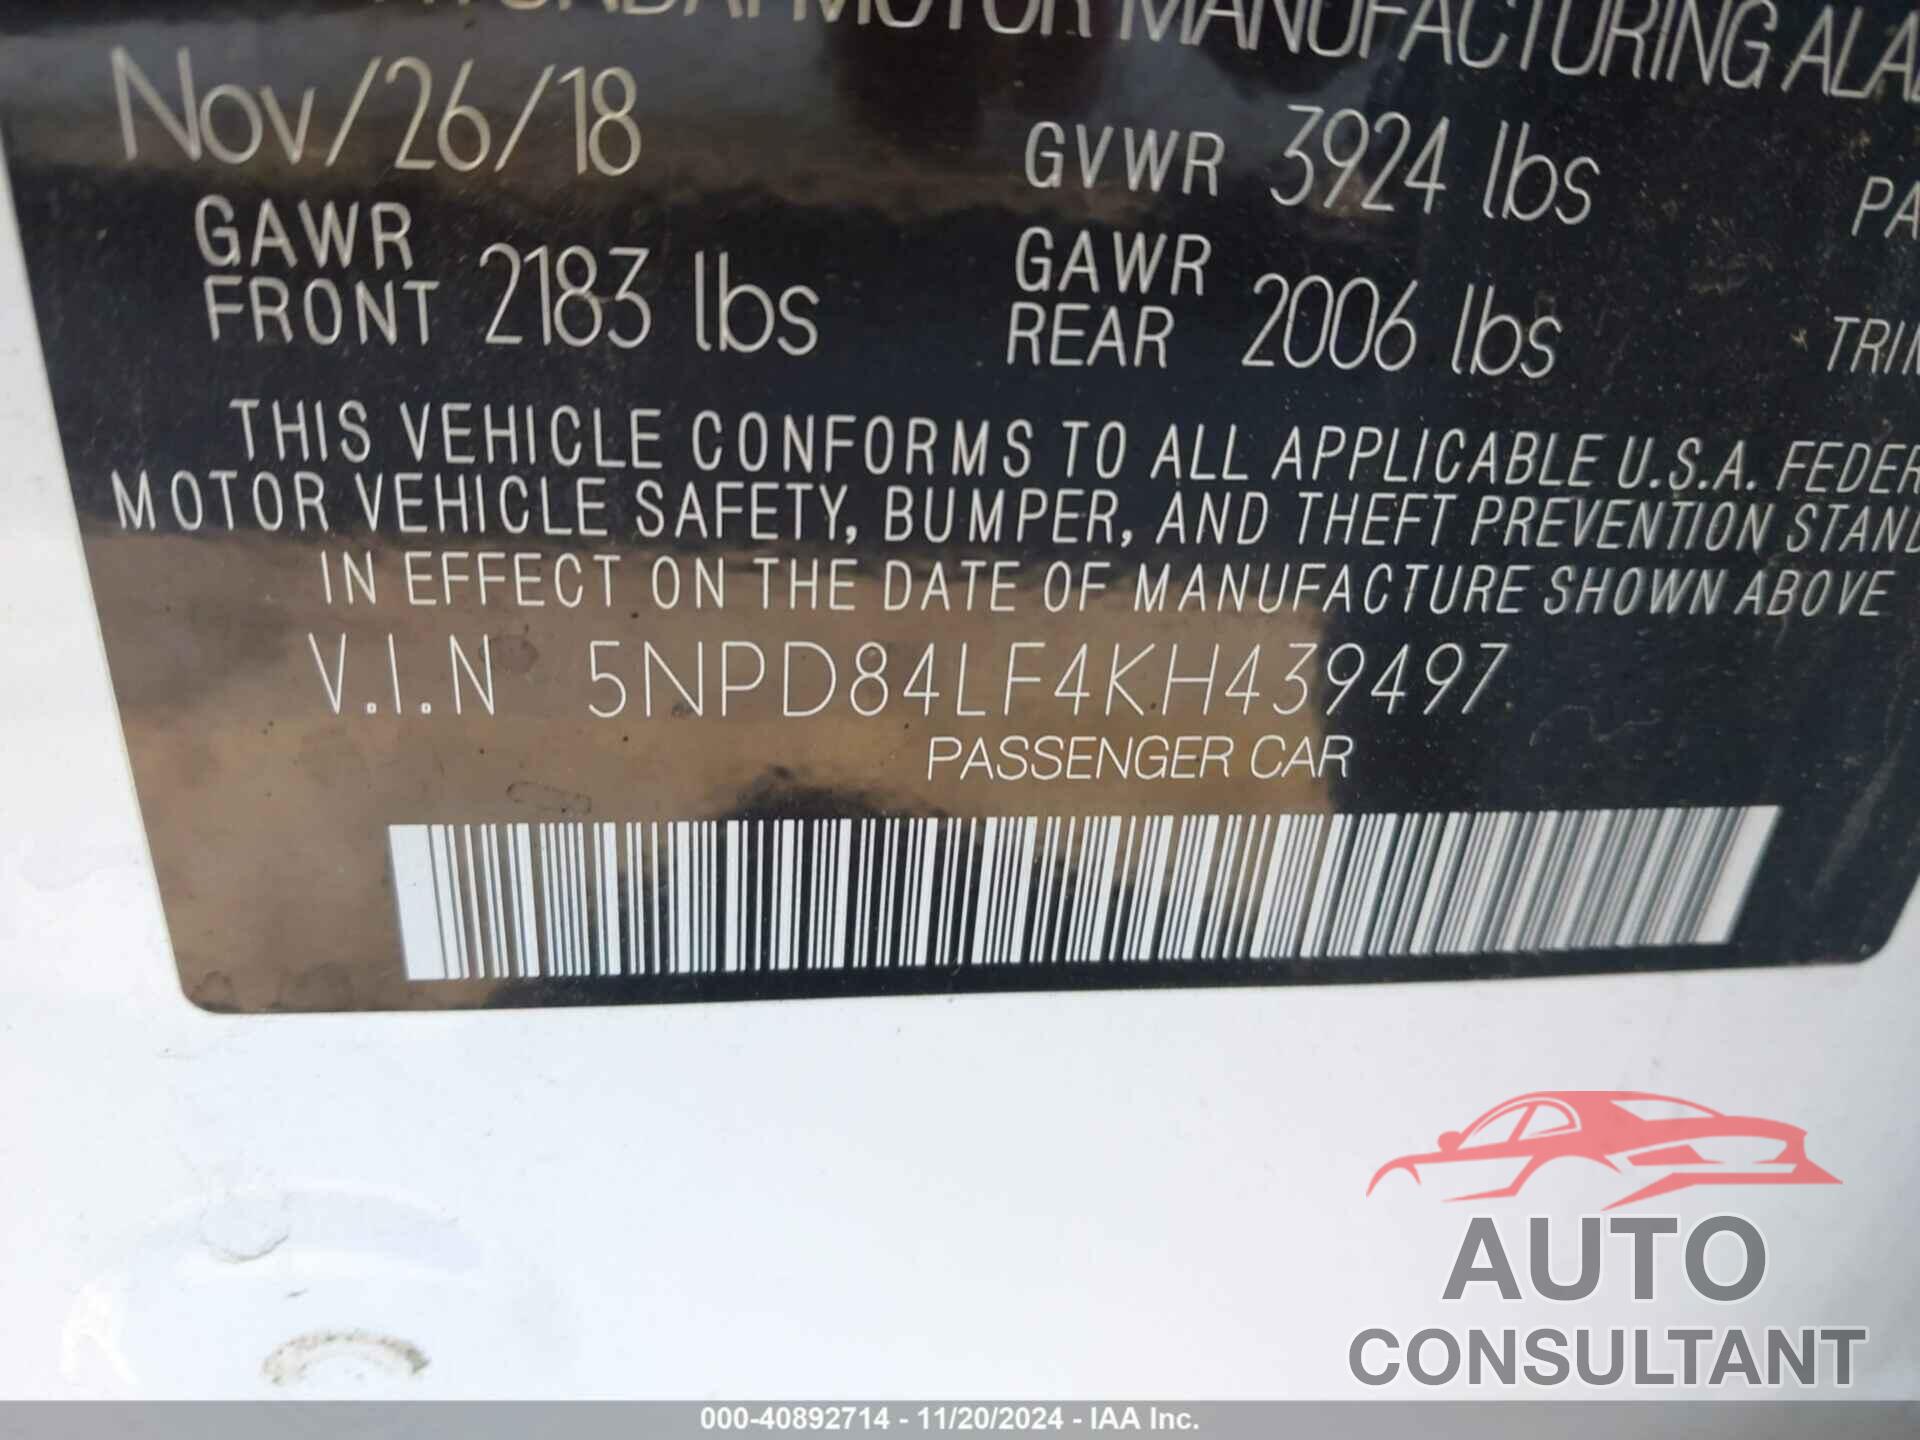 MOTOR MANUFACTURING
Nov/26/18 GVWR 3924 lbs
GAWR FRONT 2183 lbs GAWR REAR 2006 lbs
THIS VEHICLE CONFORMS TO ALL APPLICABLE U.S.A. FEDER
MOTOR VEHICLE SAFETY, BUMPER, AND THEFT PREVENTION STAND
IN EFFECT ON THE DATE OF MANUFACTURE SHOWN ABOVE
V.I.N 5NPD84LF4KH439497
PASSENGER CAR
AUTO
CONSULTANT
000-40892714 - 11/20/2024 - IAA Inc.